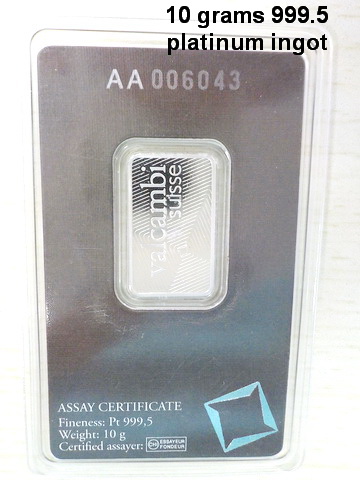 10 grams 999.5
platinum ingot
AA 006043
valcambi
suisse
ASSAY CERTIFICATE
Fineness: Pt 999,5
Weight: 10 g
Certified assayer: CHI ESSAYEUR
FONDEUR